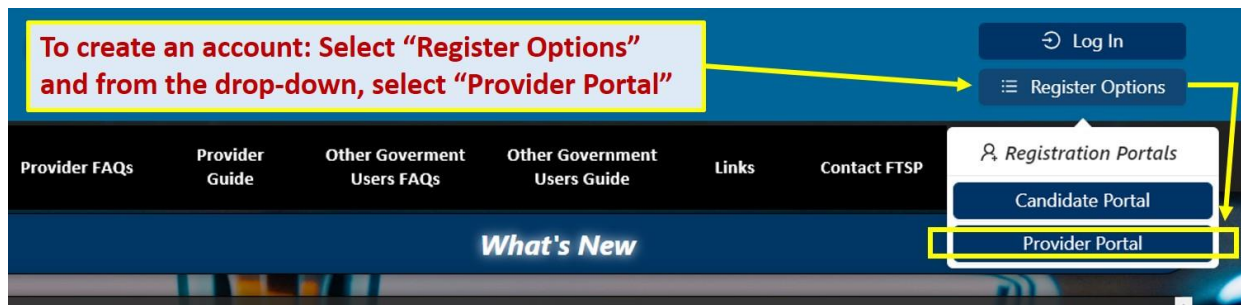 To create an account: Select “Register Options”
and from the drop-down, select “Provider Portal”
Log In
Register Options
Provider FAQs
Provider
Guide
Other Goverment
Users FAQs
Other Government
Users Guide
Links
Contact FTSP
Registration Portals
Candidate Portal
Provider Portal
What's New